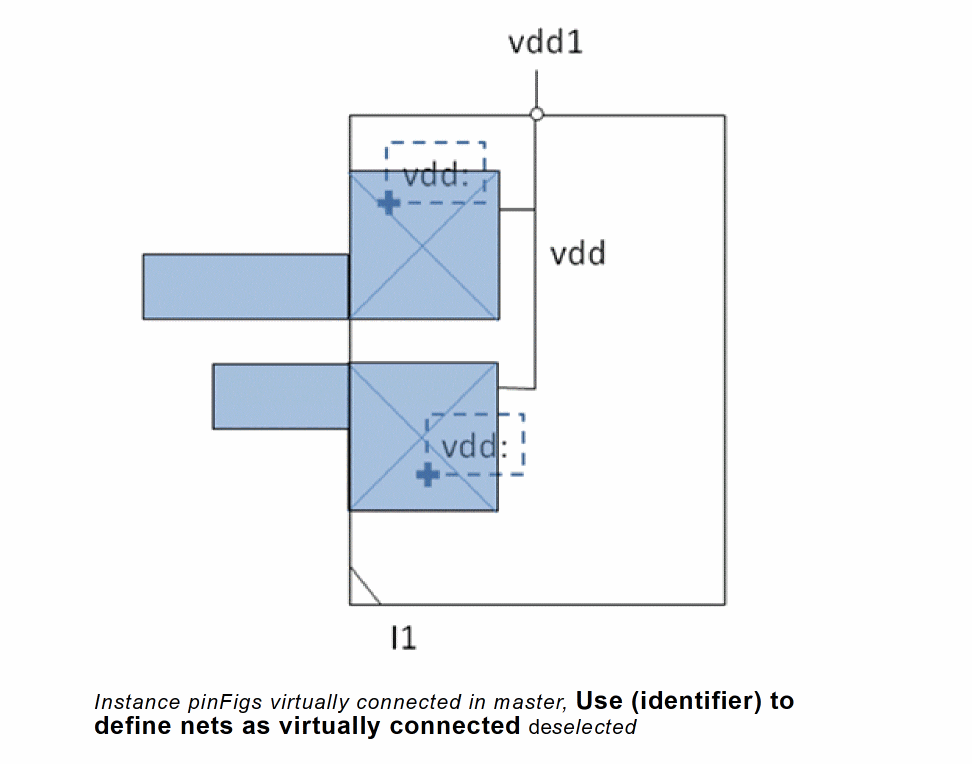 vdd1
vdd:
vdd
vdd:
I1
Instance pinFigs virtually connected in master, Use (identifier) to
define nets as virtually connected deselected